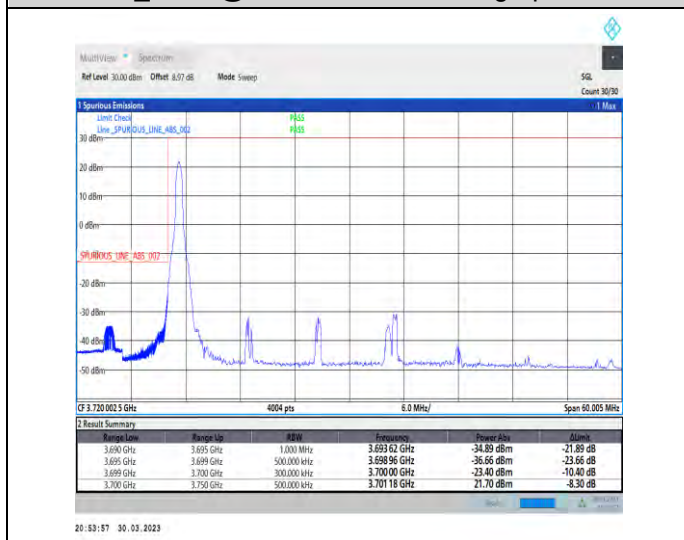 MultiView Spectrum
Ref Level 30.00 dBm Offset 8.97 dB Mode Sweep SGL
Count 30/30
1 Spurious Emissions 1 Max
Limit Check PASS
Line _SPURIOUS_LINE_ABS_002 PASS
30 dBm
20 dBm
10 dBm
0 dBm
_SPURIOUS_LINE_ABS_002
-20 dBm
-30 dBm
-40 dBm
-50 dBm
CF 3.720 002 5 GHz 4004 pts 6.0 MHz/ Span 60.005 MHz
2 Result Summary
Range Low Range Up RBW Frequency Power Abs ΔLimit
3.690 GHz 3.695 GHz 1.000 MHz 3.693 62 GHz -34.89 dBm -21.89 dB
3.695 GHz 3.699 GHz 500.000 kHz 3.698 96 GHz -36.66 dBm -23.66 dB
3.699 GHz 3.700 GHz 300.000 kHz 3.700 00 GHz -23.40 dBm -10.40 dB
3.700 GHz 3.750 GHz 500.000 kHz 3.701 18 GHz 21.70 dBm -8.30 dB
20:53:57 30.03.2023